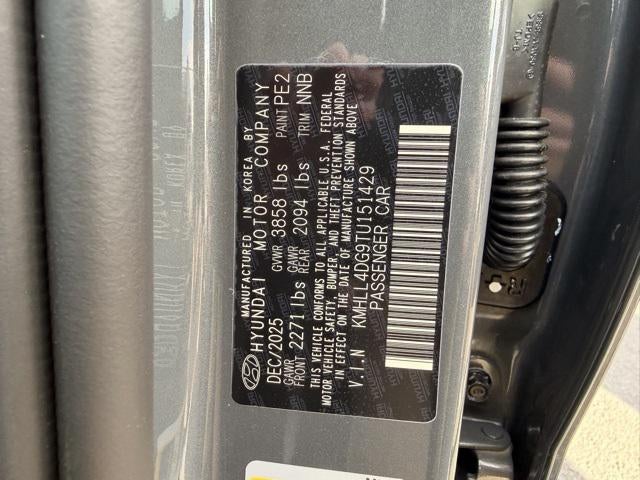 MANUFACTURED IN KOREA BY
HYUNDAI MOTOR COMPANY
DEC/2025 GVWR 3858 lbs PAINT PE2
GAWR FRONT 2271 lbs GAWR REAR 2094 lbs TRIM NNB
THIS VEHICLE CONFORMS TO ALL APPLICABLE U.S.A. FEDERAL
MOTOR VEHICLE SAFETY, BUMPER, AND THEFT PREVENTION STANDARDS
IN EFFECT ON THE DATE OF MANUFACTURE SHOWN ABOVE
V.I.N KMHLL4DG9TU151429
PASSENGER CAR